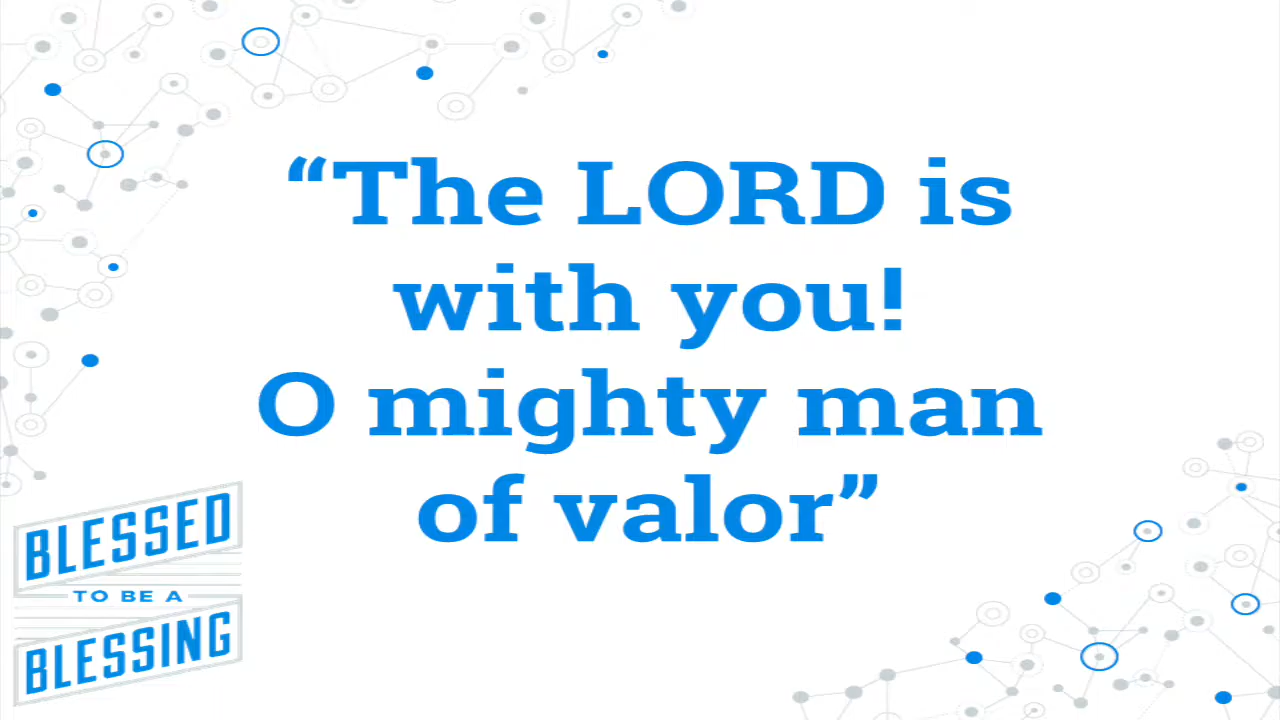 “The LORD is
with you!
O mighty man
of valor”
BLESSED
TO BE A
BLESSING